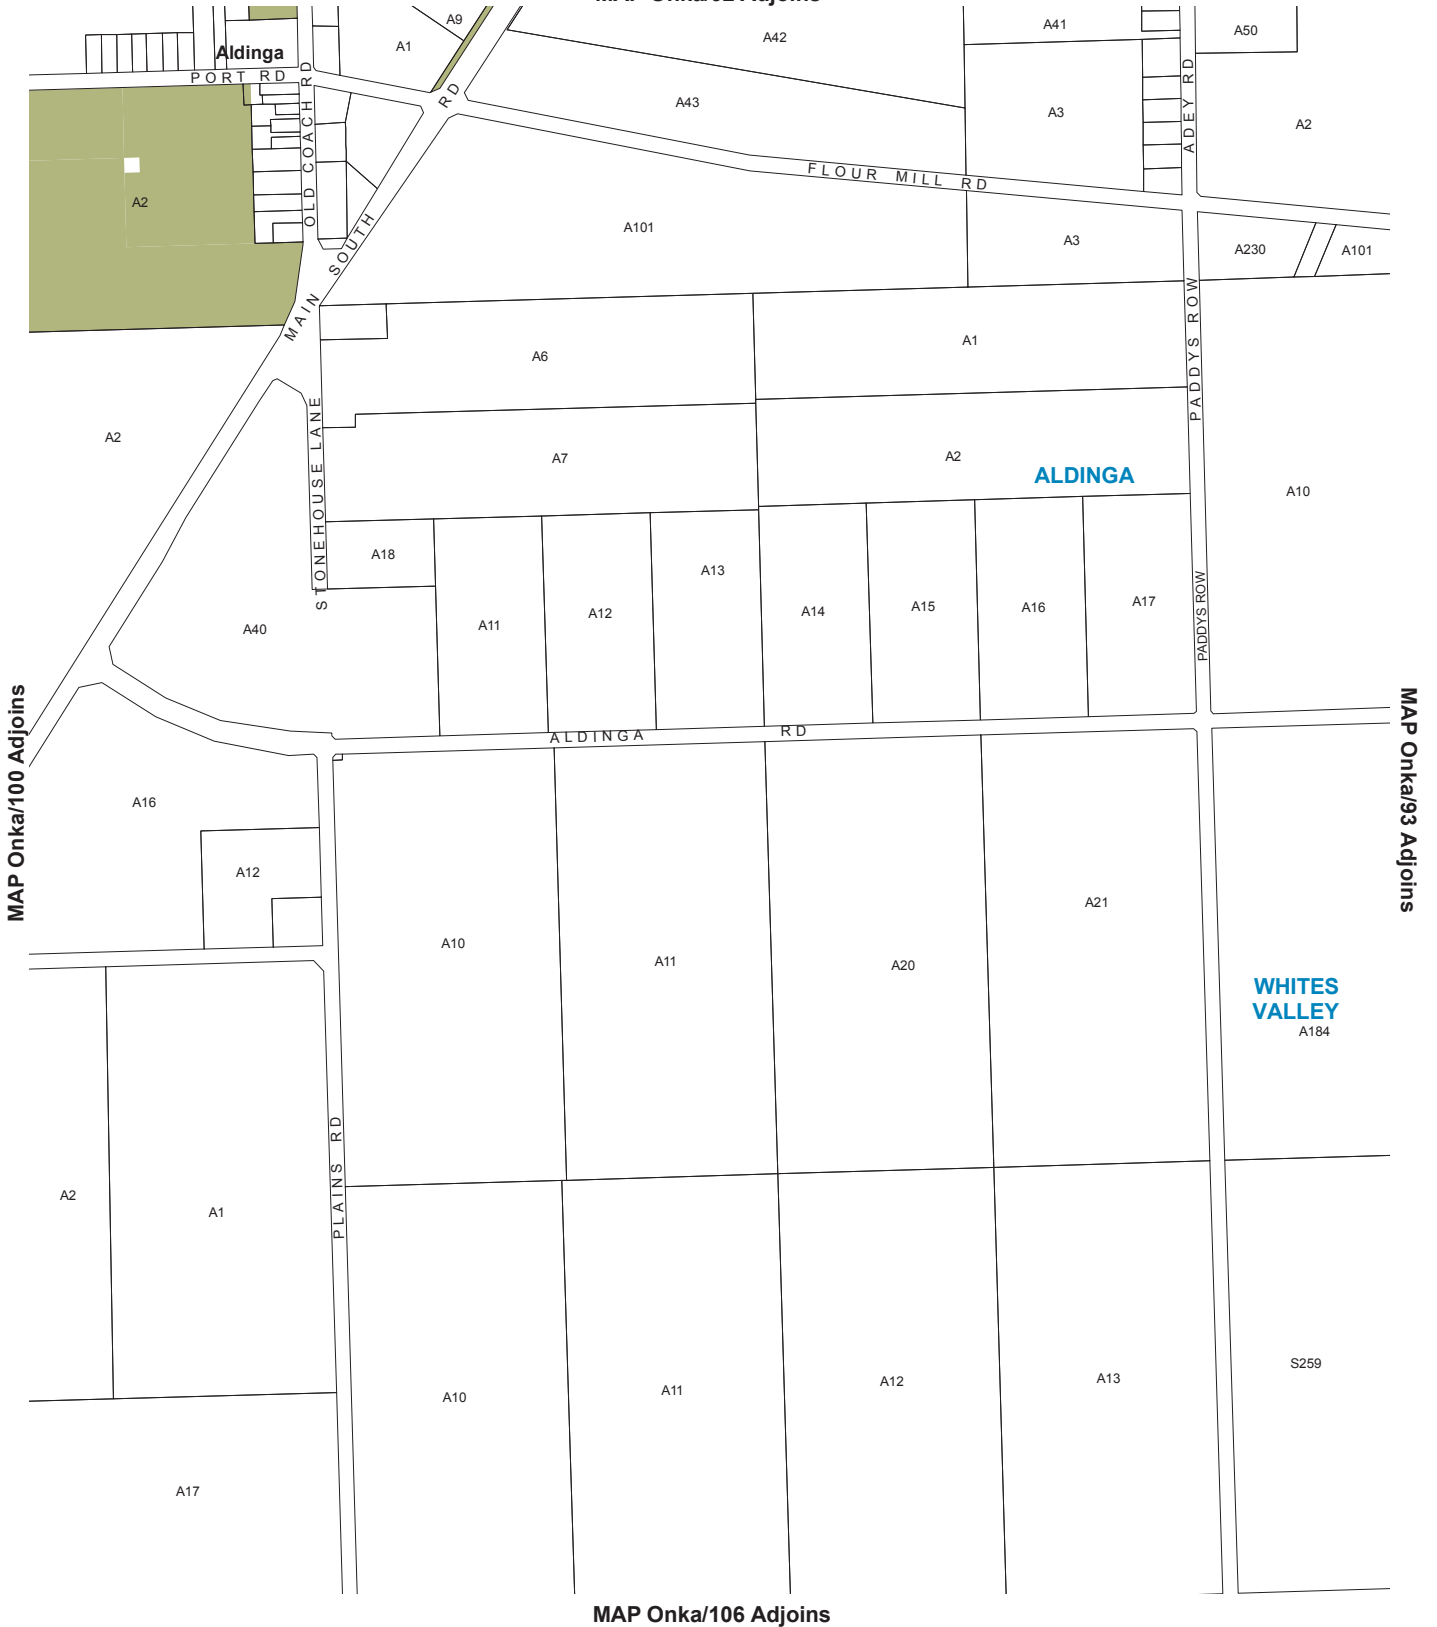 A9
A41
A50
A42
A1
Aldinga
PORT RD
OLD COACH RD
RD
A43
A3
ADEY RD
A2
FLOUR MILL RD
A2
MAIN SOUTH
A101
A3
A230
A101
PADDYS ROW
A6
A1
STONEHOUSE LANE
A2
A7
A2
ALDINGA
A10
A18
A13
A11
A12
A14
A15
A16
A17
PADDYS ROW
A40
MAP Onka/100 Adjoins
MAP Onka/93 Adjoins
ALDINGA RD
A16
A12
A10
A11
A20
A21
WHITES
VALLEY
A184
PLAINS RD
A2
A1
A10
A11
A12
A13
S259
A17
MAP Onka/106 Adjoins